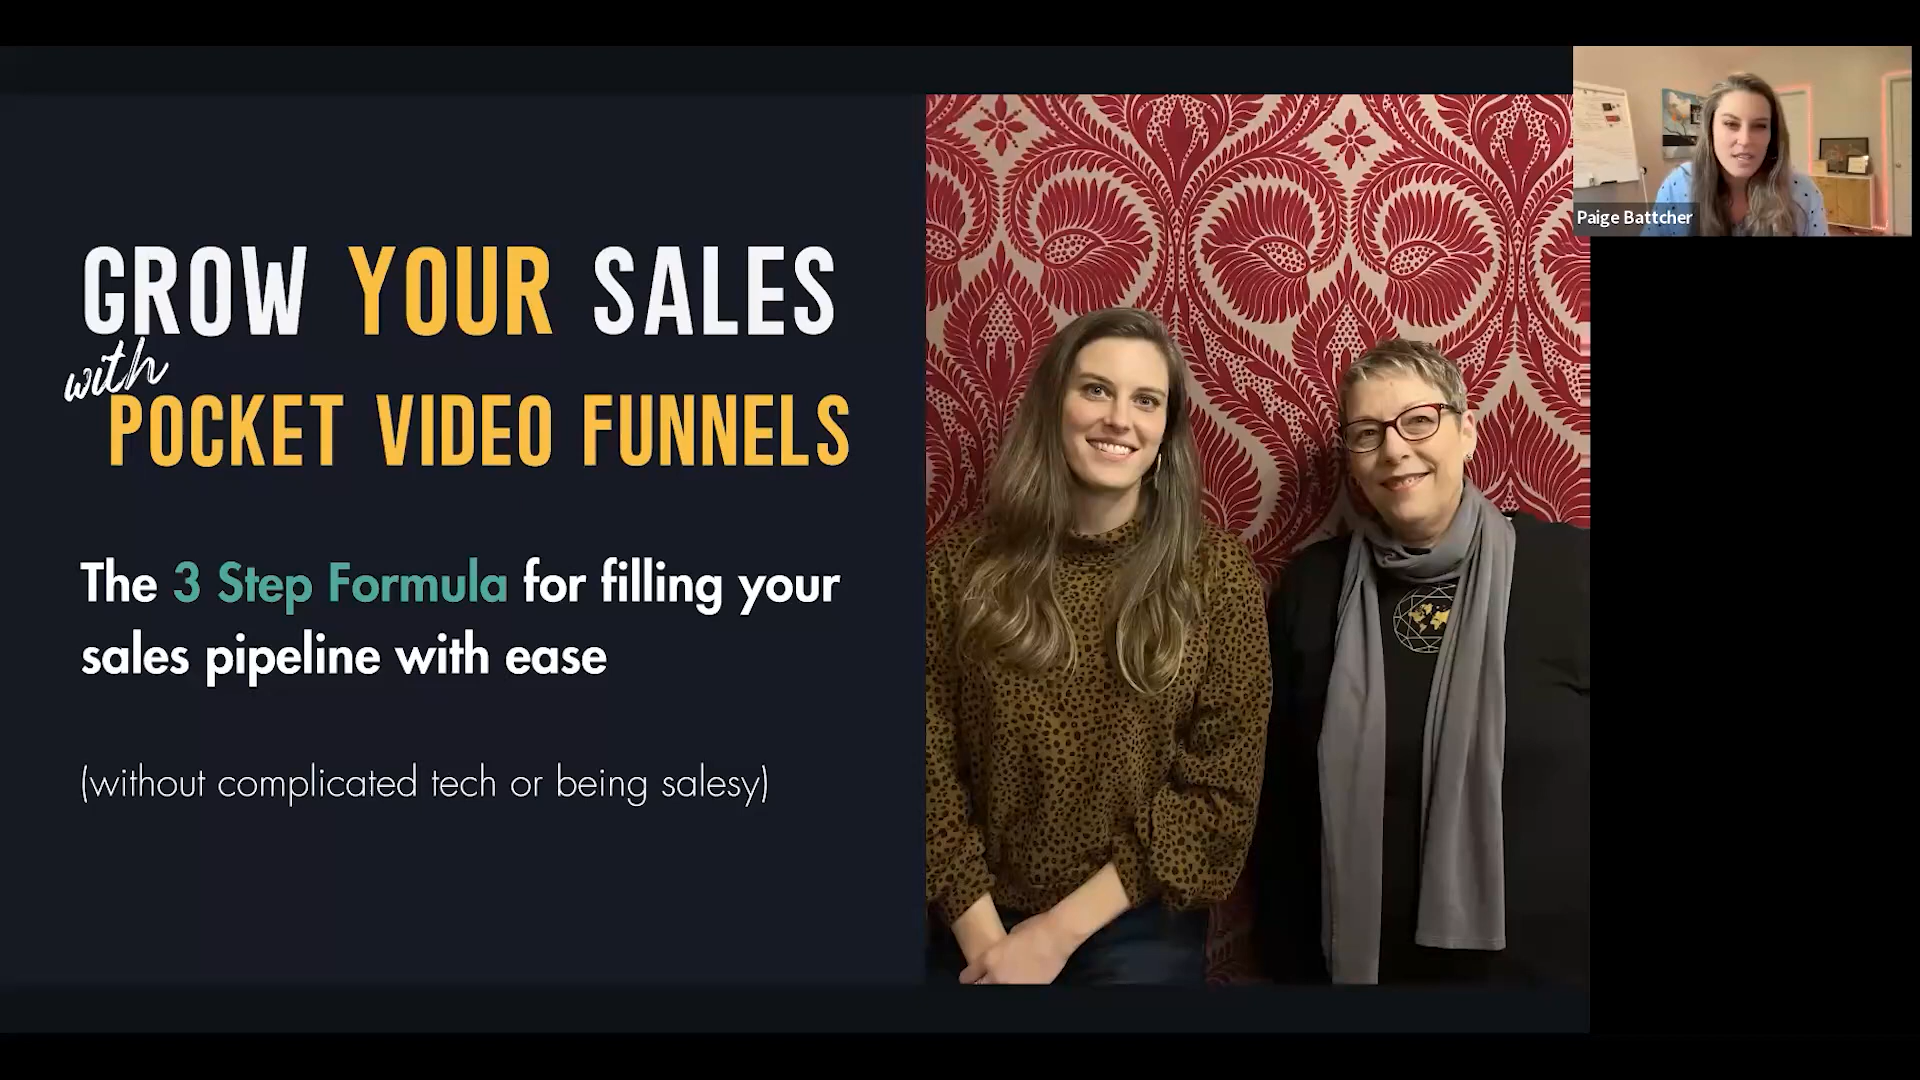 GROW YOUR SALES
with
POCKET VIDEO FUNNELS
The 3 Step Formula for filling your
sales pipeline with ease
(without complicated tech or being salesy)
Paige Battcher